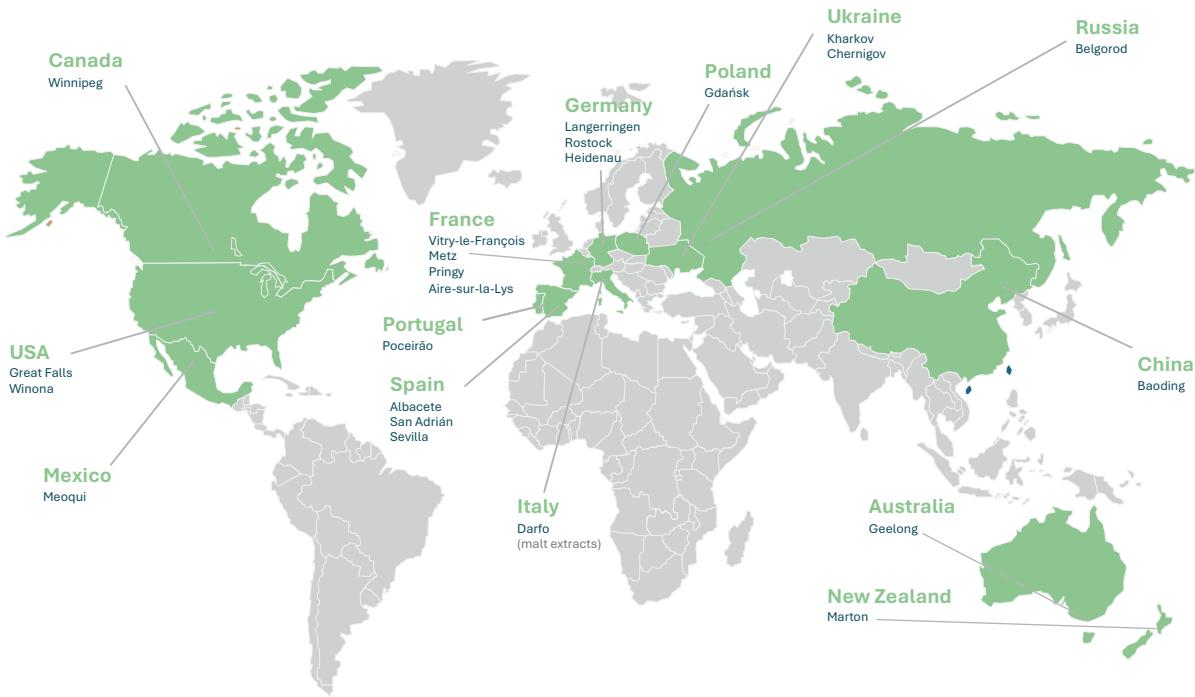 Ukraine
Kharkov
Chernigov
Russia
Belgorod
Canada
Winnipeg
Poland
Gdańsk
Germany
Langerringen
Rostock
Heidenau
France
Vitry-le-François
Metz
Pringy
Aire-sur-la-Lys
Portugal
Poceirão
USA
Great Falls
Winona
China
Baoding
Spain
Albacete
San Adrián
Sevilla
Mexico
Meoqui
Italy
Darfo
(malt extracts)
Australia
Geelong
New Zealand
Marton